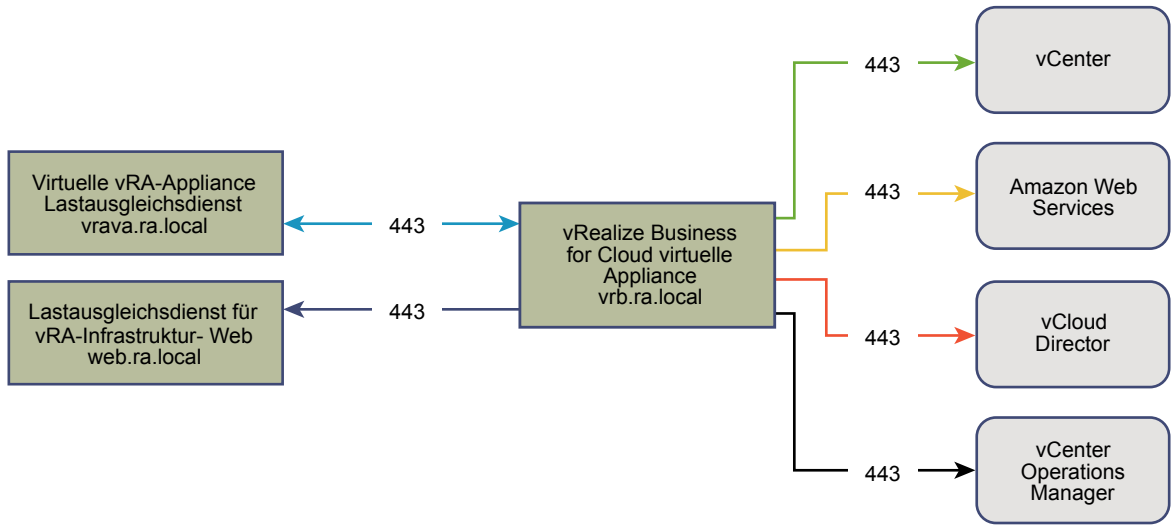 Virtuelle vRA-Appliance
Lastausgleichsdienst
vrava.ra.local
443
Lastausgleichsdienst für
vRA-Infrastruktur- Web
web.ra.local
443
vRealize Business
for Cloud virtuelle
Appliance
vrb.ra.local
443
vCenter
443
Amazon Web
Services
443
vCloud
Director
443
vCenter
Operations
Manager